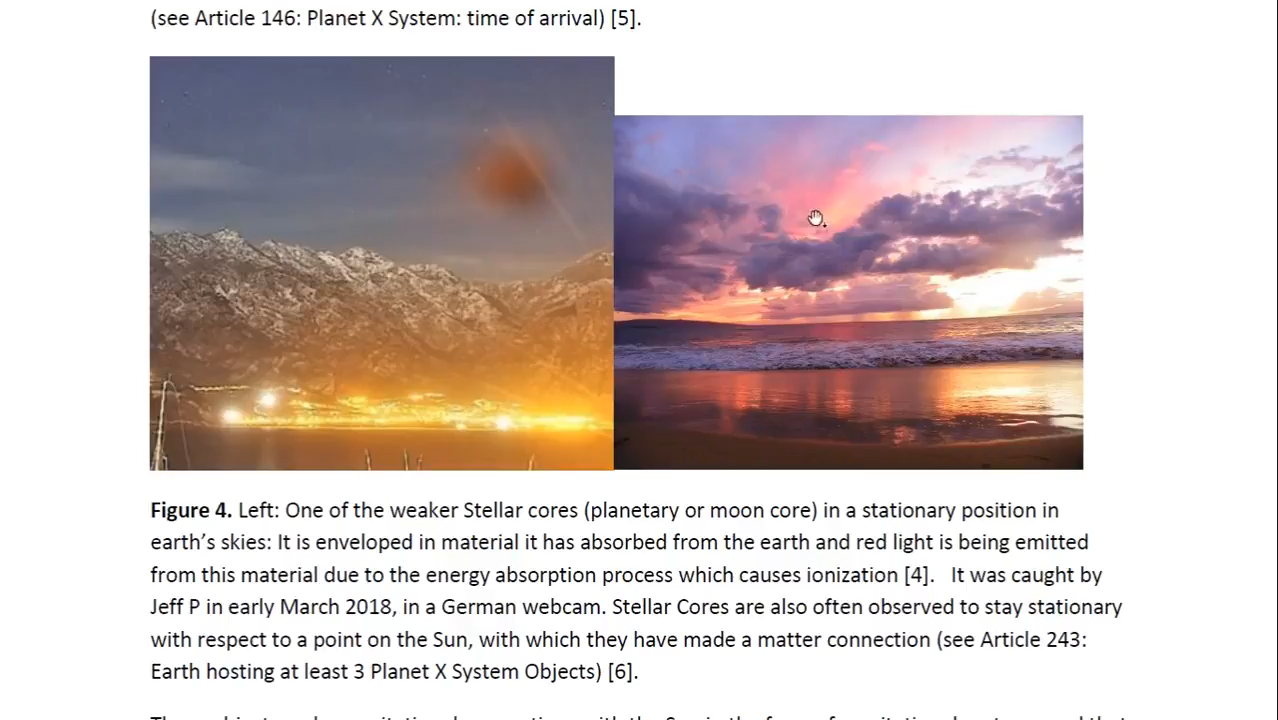 (see Article 146: Planet X System: time of arrival) [5].
Figure 4. Left: One of the weaker Stellar cores (planetary or moon core) in a stationary position in
earth’s skies: It is enveloped in material it has absorbed from the earth and red light is being emitted
from this material due to the energy absorption process which causes ionization [4].   It was caught by
Jeff P in early March 2018, in a German webcam. Stellar Cores are also often observed to stay stationary
with respect to a point on the Sun, with which they have made a matter connection (see Article 243:
Earth hosting at least 3 Planet X System Objects) [6].